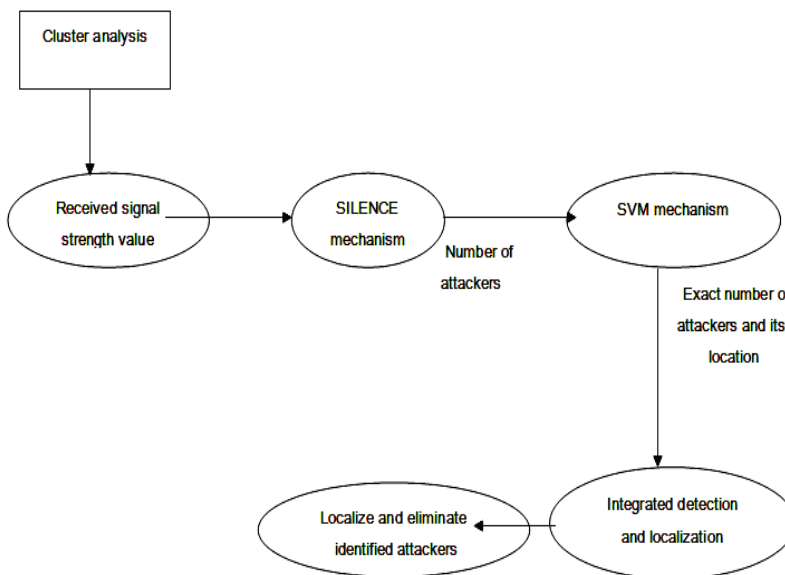 Cluster analysis
Received signal
strength value
SILENCE
mechanism
Number of
attackers
SVM mechanism
Exact number o
attackers and its
location
Integrated detection
and localization
Localize and eliminate
identified attackers